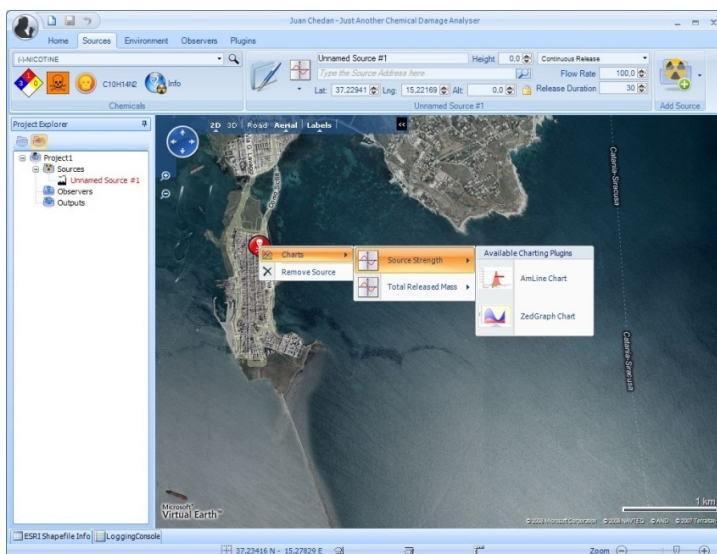 Juan Chedan - Just Another Chemical Damage Analyser
Home Sources Environment Observers Plugins
(-)-NICOTINE
C10H14N2 Info
Chemicals
Unnamed Source #1 Height 0,0 Continuous Release
Type the Source Address here Flow Rate 100,0
Lat: 37,22941 Lng: 15,22169 Alt: 0,0 Release Duration 30
Unnamed Source #1
Add Source
Project Explorer
Project1
Sources
Unnamed Source #1
Observers
Outputs
2D 3D Road Aerial Labels
Catania-Siracusa
Charts
Remove Source
Source Strength
Total Released Mass
Available Charting Plugins
AmLine Chart
ZedGraph Chart
Catania-Siracusa
1 km
Microsoft
Virtual Earth™
ESRI Shapefile Info LoggingConsole
37,23416 N - 15,27829 E Zoom